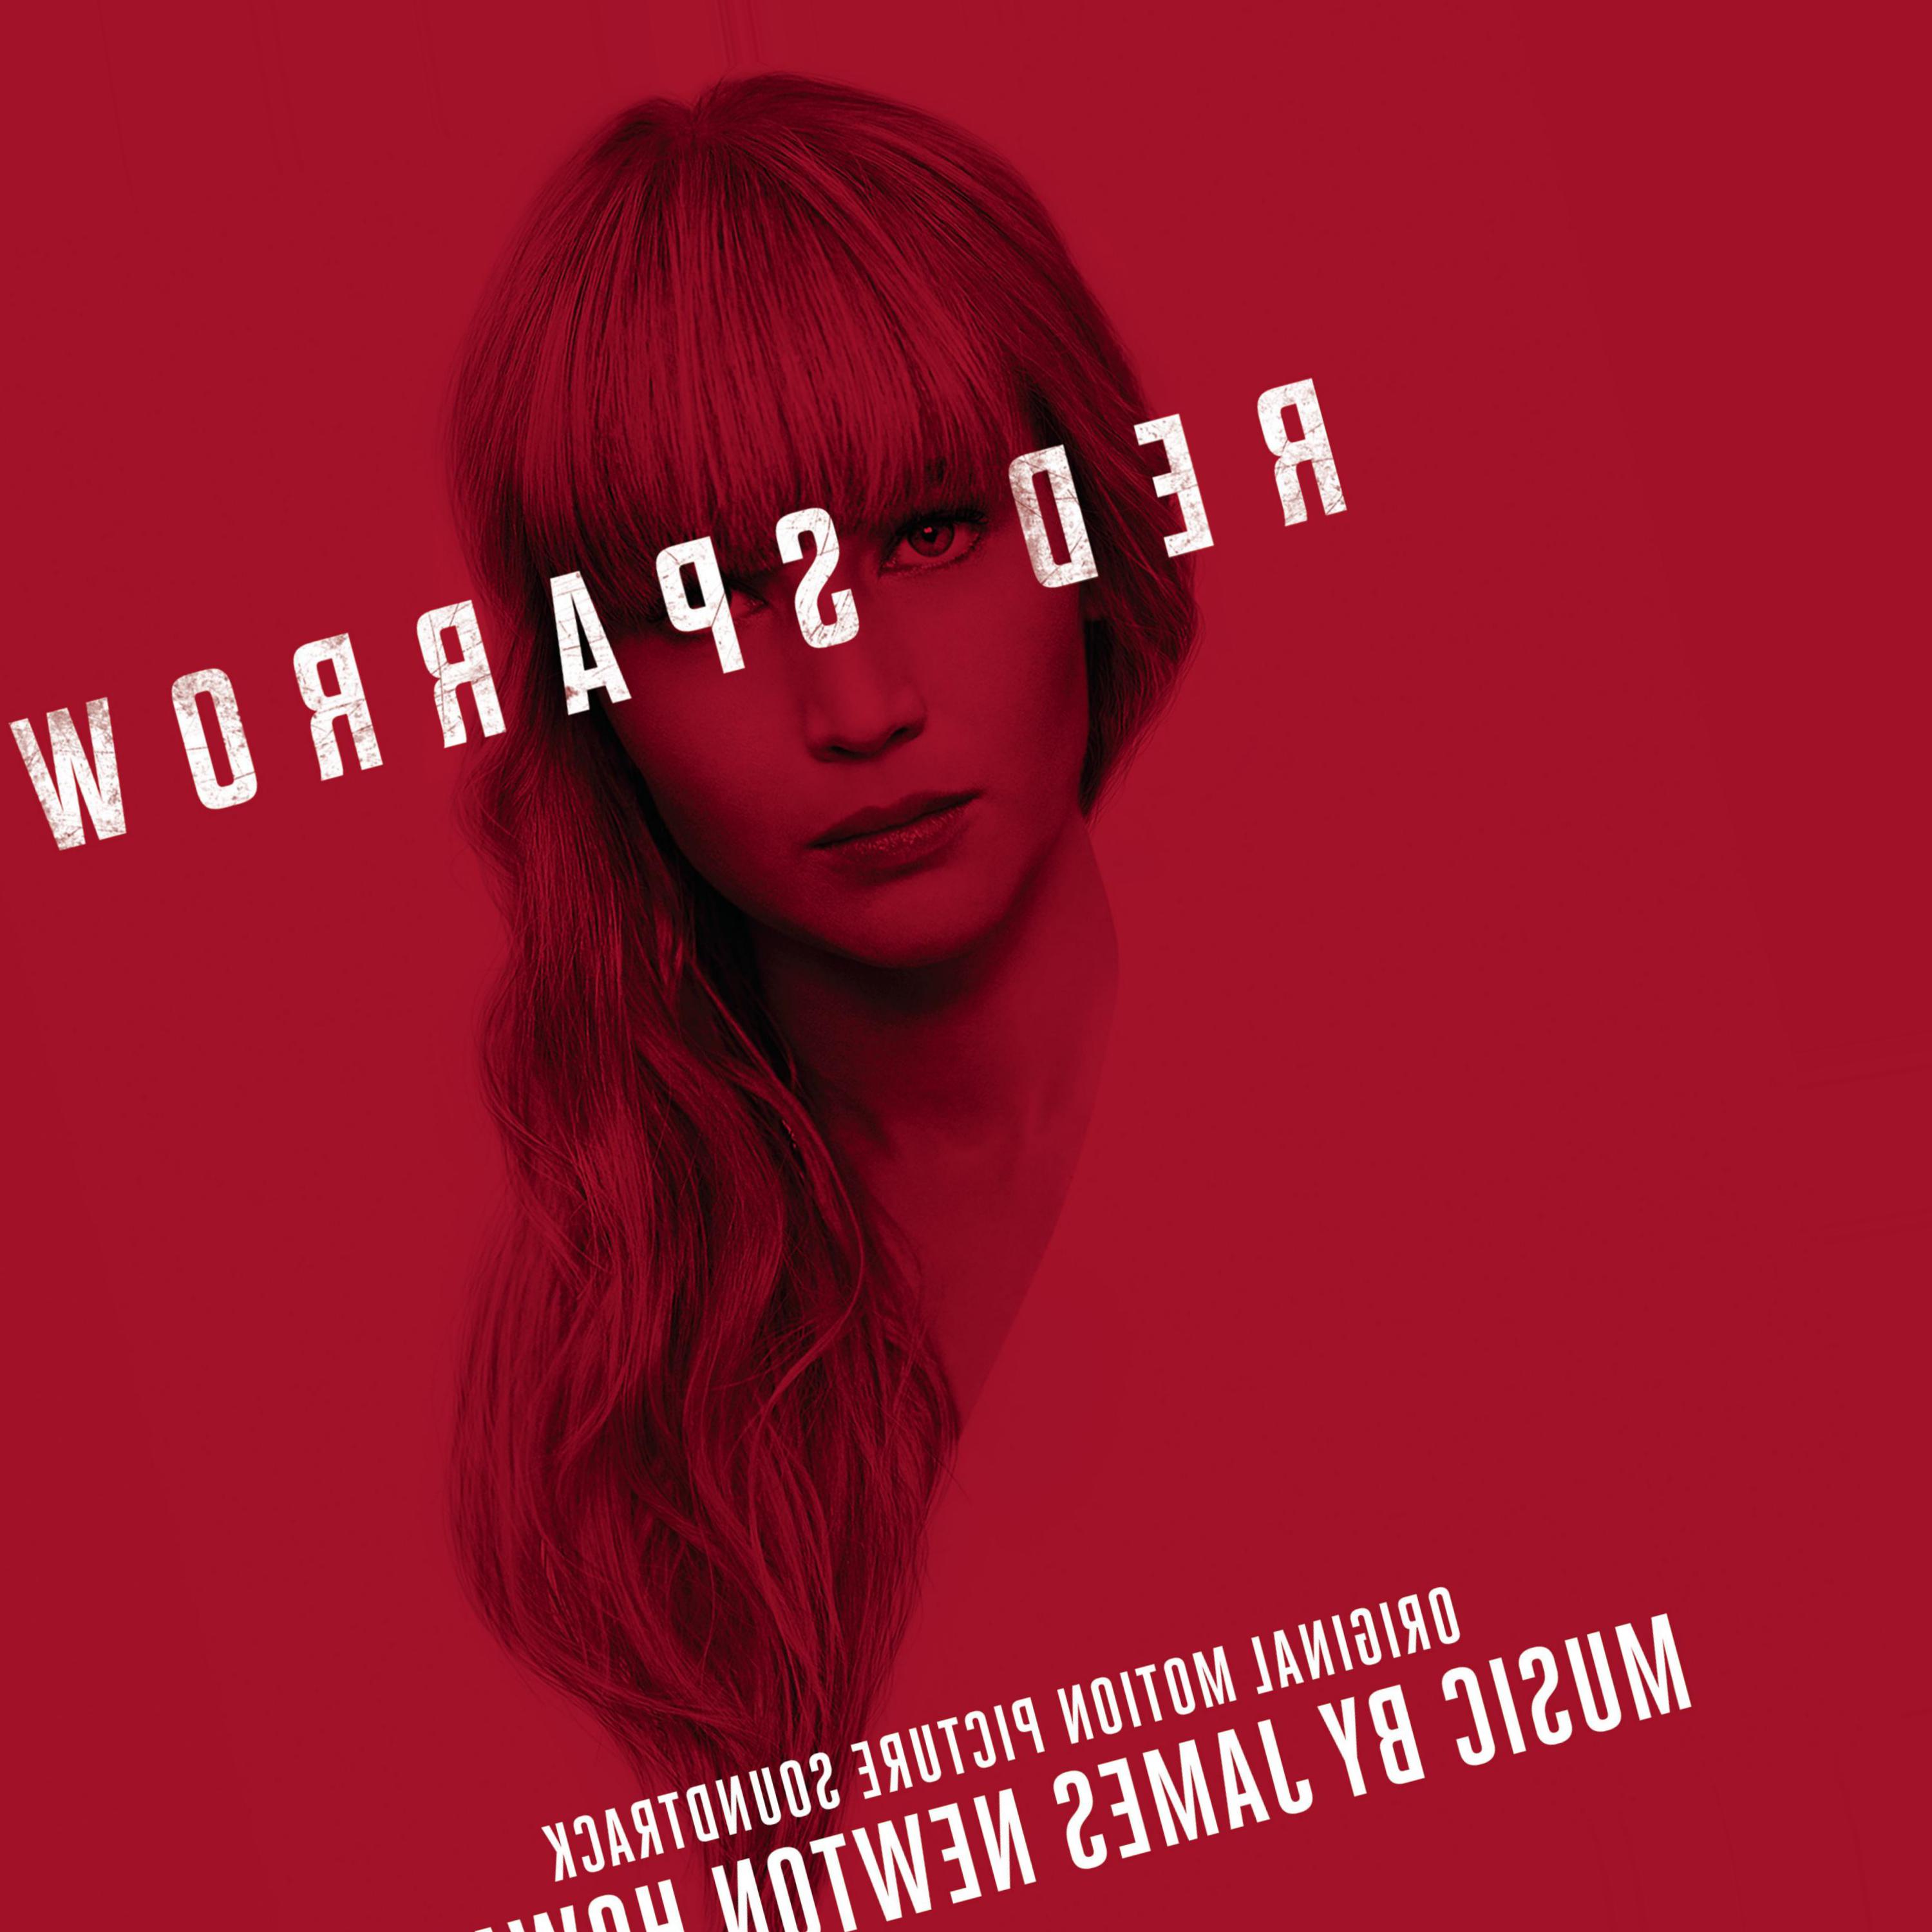 RED SPARROW
ORIGINAL MOTION PICTURE SOUNDTRACK
MUSIC BY JAMES NEWTON